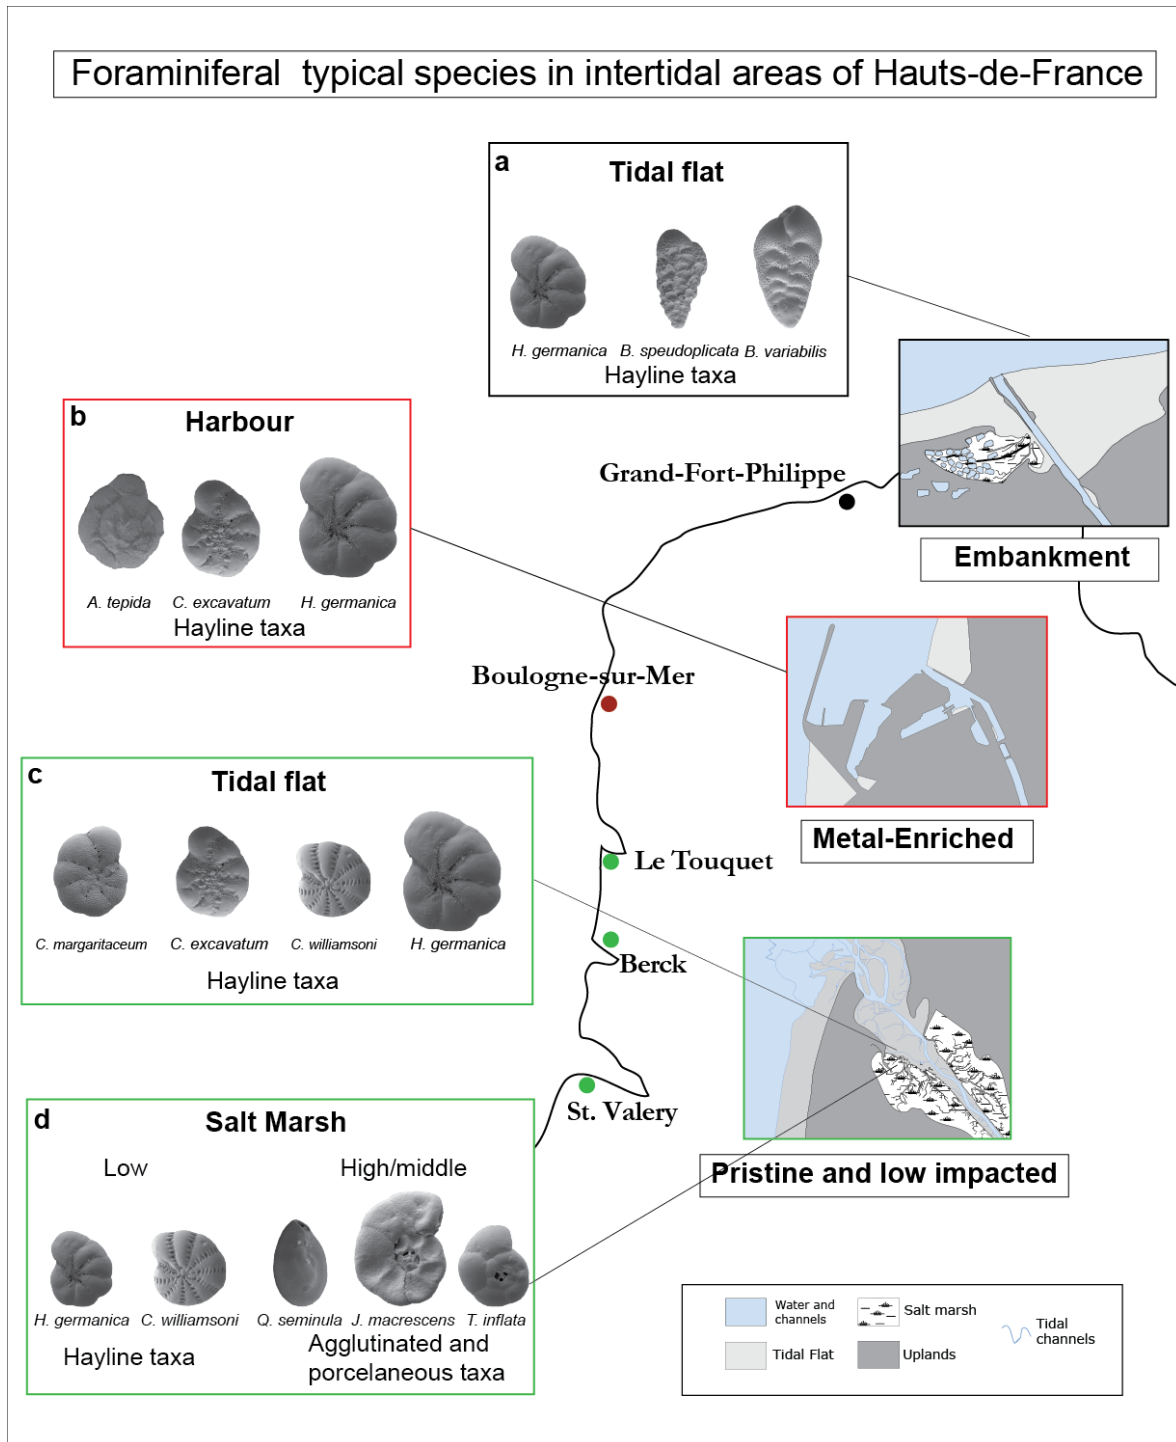 Foraminiferal typical species in intertidal areas of Hauts-de-France
a
Tidal flat
H. germanica
B. speudoplicata
B. variabilis
Hayline taxa
b
Harbour
A. tepida
C. excavatum
H. germanica
Hayline taxa
Grand-Fort-Philippe
Embankment
Boulogne-sur-Mer
Metal-Enriched
c
Tidal flat
C. margaritaceum
C. excavatum
C. williamsoni
H. germanica
Hayline taxa
Le Touquet
Berck
St. Valery
Pristine and low impacted
d
Salt Marsh
Low
High/middle
H. germanica
C. williamsoni
Q. seminula
J. macrescens
T. inflata
Hayline taxa
Agglutinated and
porcelaneous taxa
Water and
channels
Salt marsh
Tidal
channels
Tidal Flat
Uplands